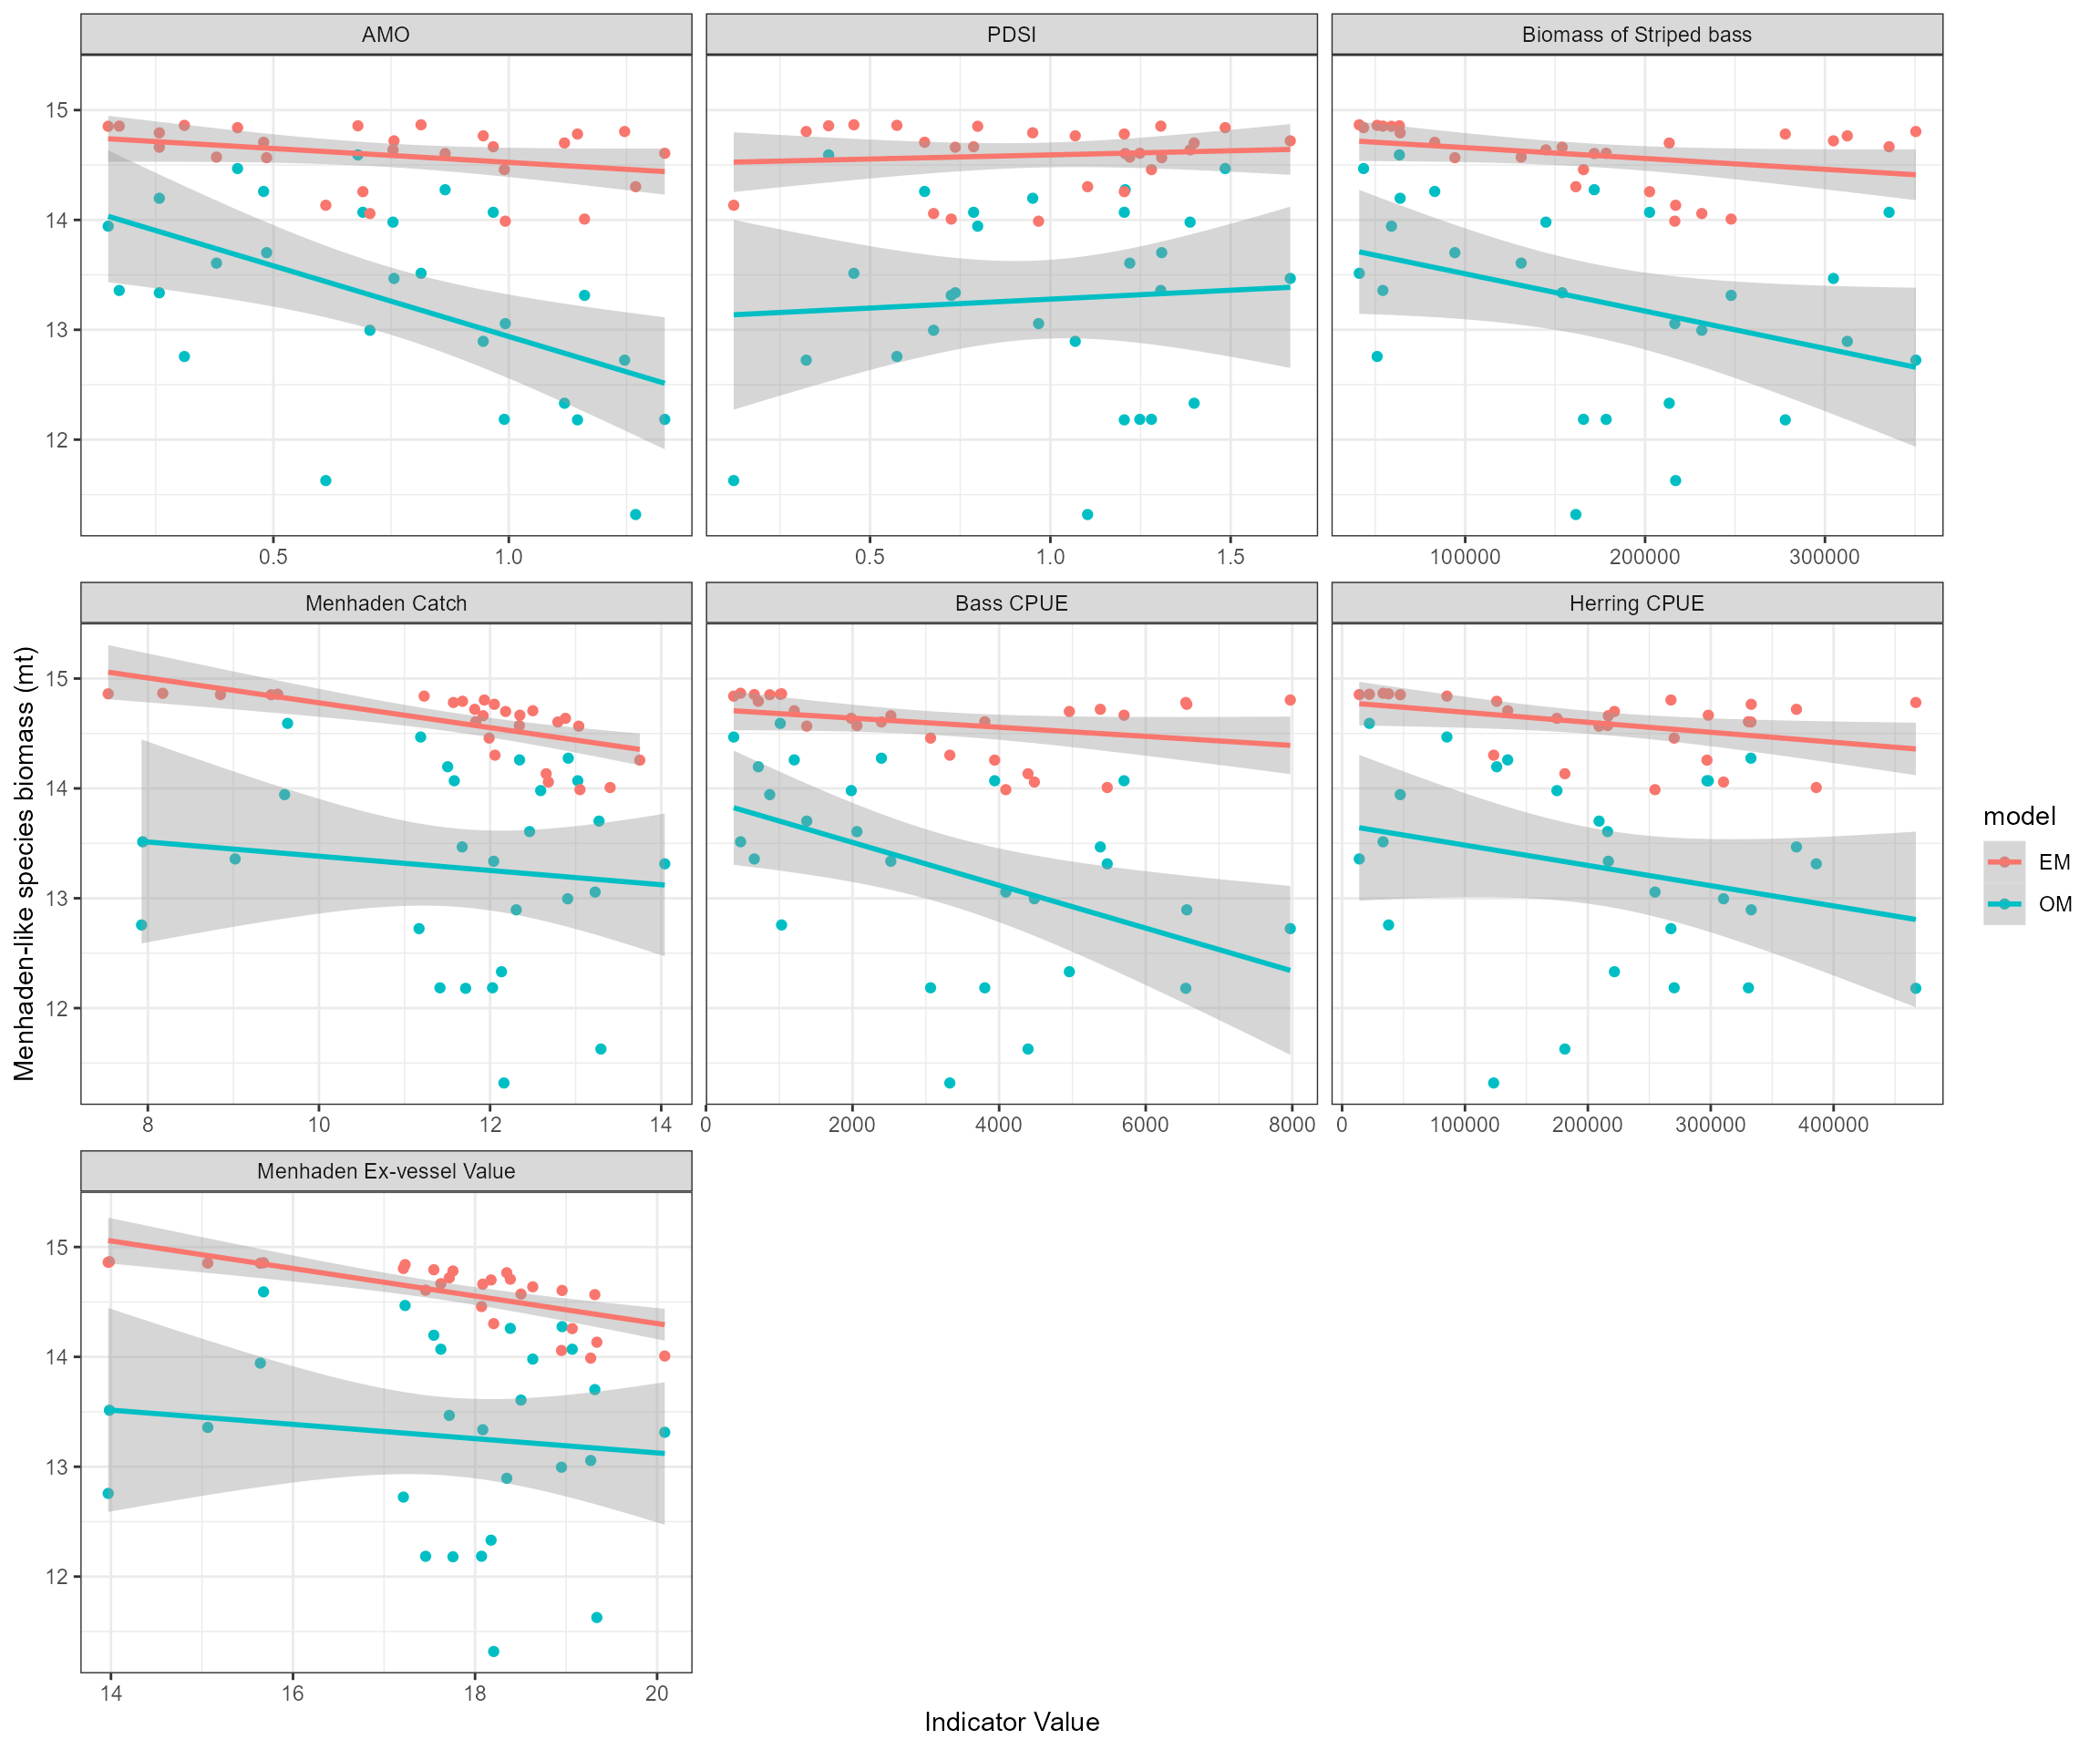 AMO
PDSI
Biomass of Striped bass
15
14
13
12
0.5 1.0
0.5 1.0 1.5
100000 200000 300000
Menhaden Catch
Bass CPUE
Herring CPUE
15
14
13
12
8 10 12 14
0 2000 4000 6000 8000
0 100000 200000 300000 400000
Menhaden Ex-vessel Value
15
14
13
12
14 16 18 20
Menhaden-like species biomass (mt)
Indicator Value
model
EM
OM